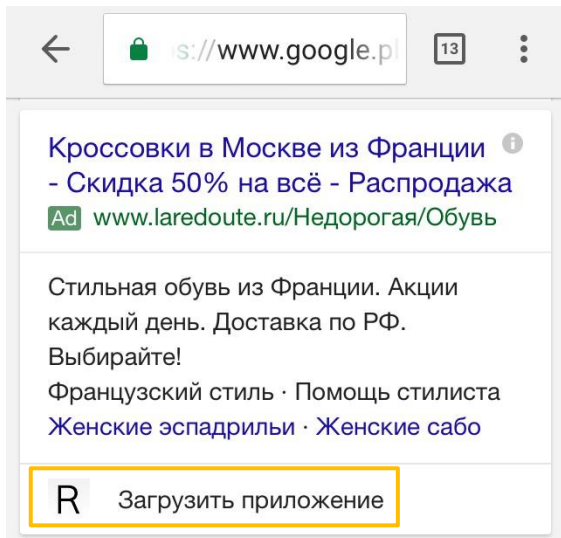 s://www.google.pl
13
Кроссовки в Москве из Франции
- Скидка 50% на всё - Распродажа
Ad www.laredoute.ru/Недорогая/Обувь
Стильная обувь из Франции. Акции
каждый день. Доставка по РФ.
Выбирайте!
Французский стиль · Помощь стилиста
Женские эспадрильи · Женские сабо
R Загрузить приложение